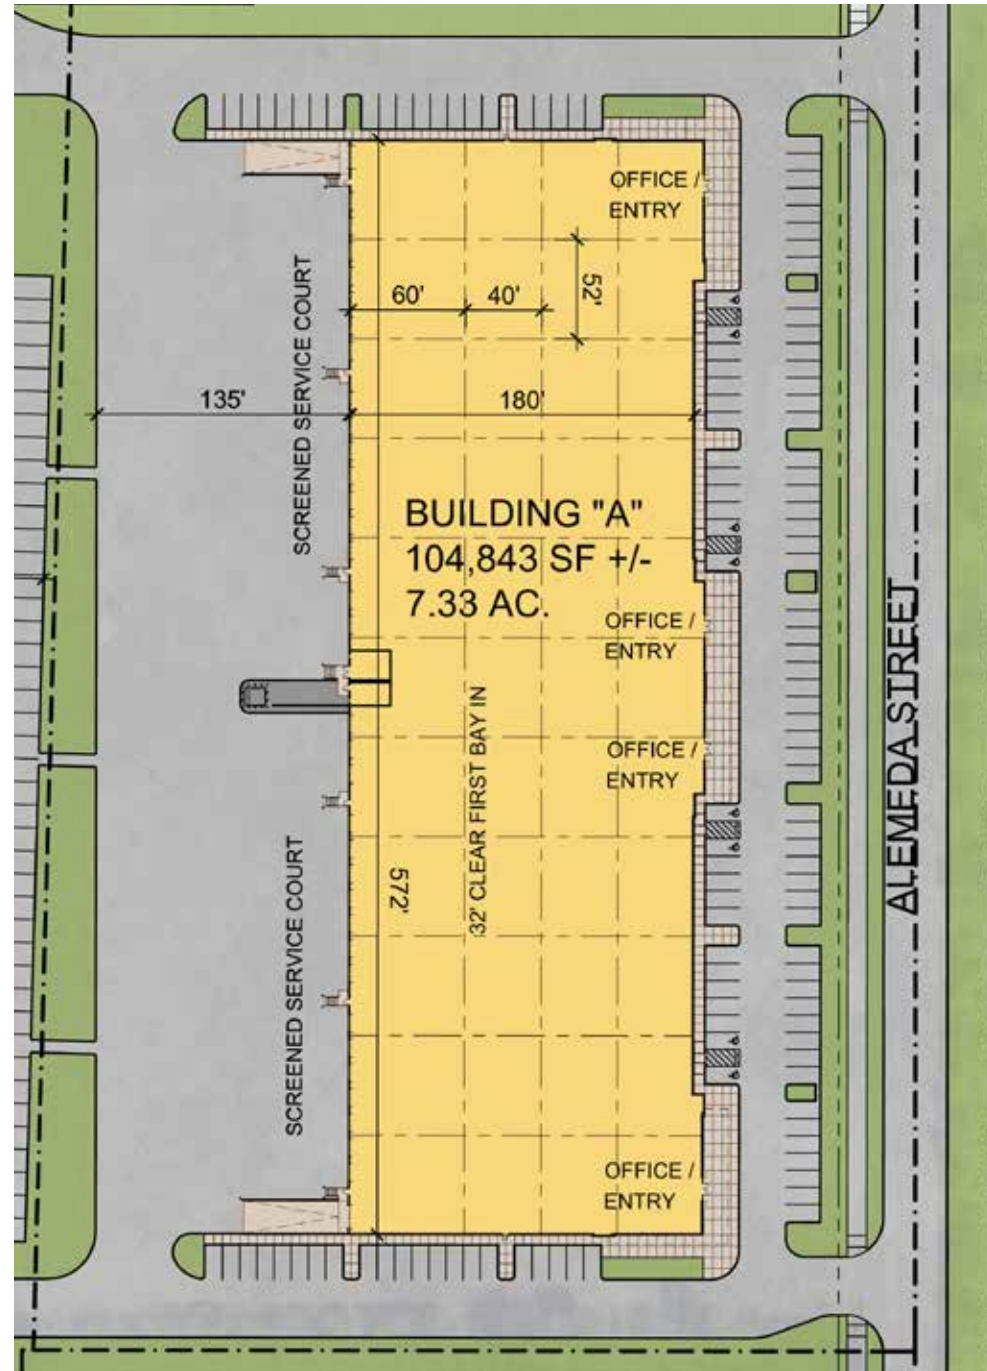 OFFICE /
ENTRY
SCREENED SERVICE COURT
60'
40'
52'
135'
180'
BUILDING "A"
104,843 SF +/-
7.33 AC.
OFFICE /
ENTRY
ALEMEDA STREET
32' CLEAR FIRST BAY IN
OFFICE /
ENTRY
572'
SCREENED SERVICE COURT
OFFICE /
ENTRY